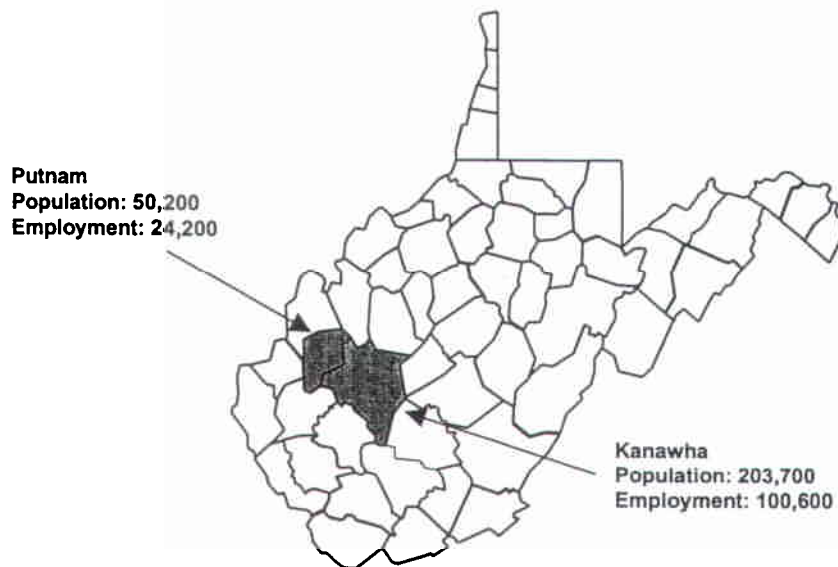 Putnam
Population: 50,200
Employment: 24,200
Kanawha
Population: 203,700
Employment: 100,600